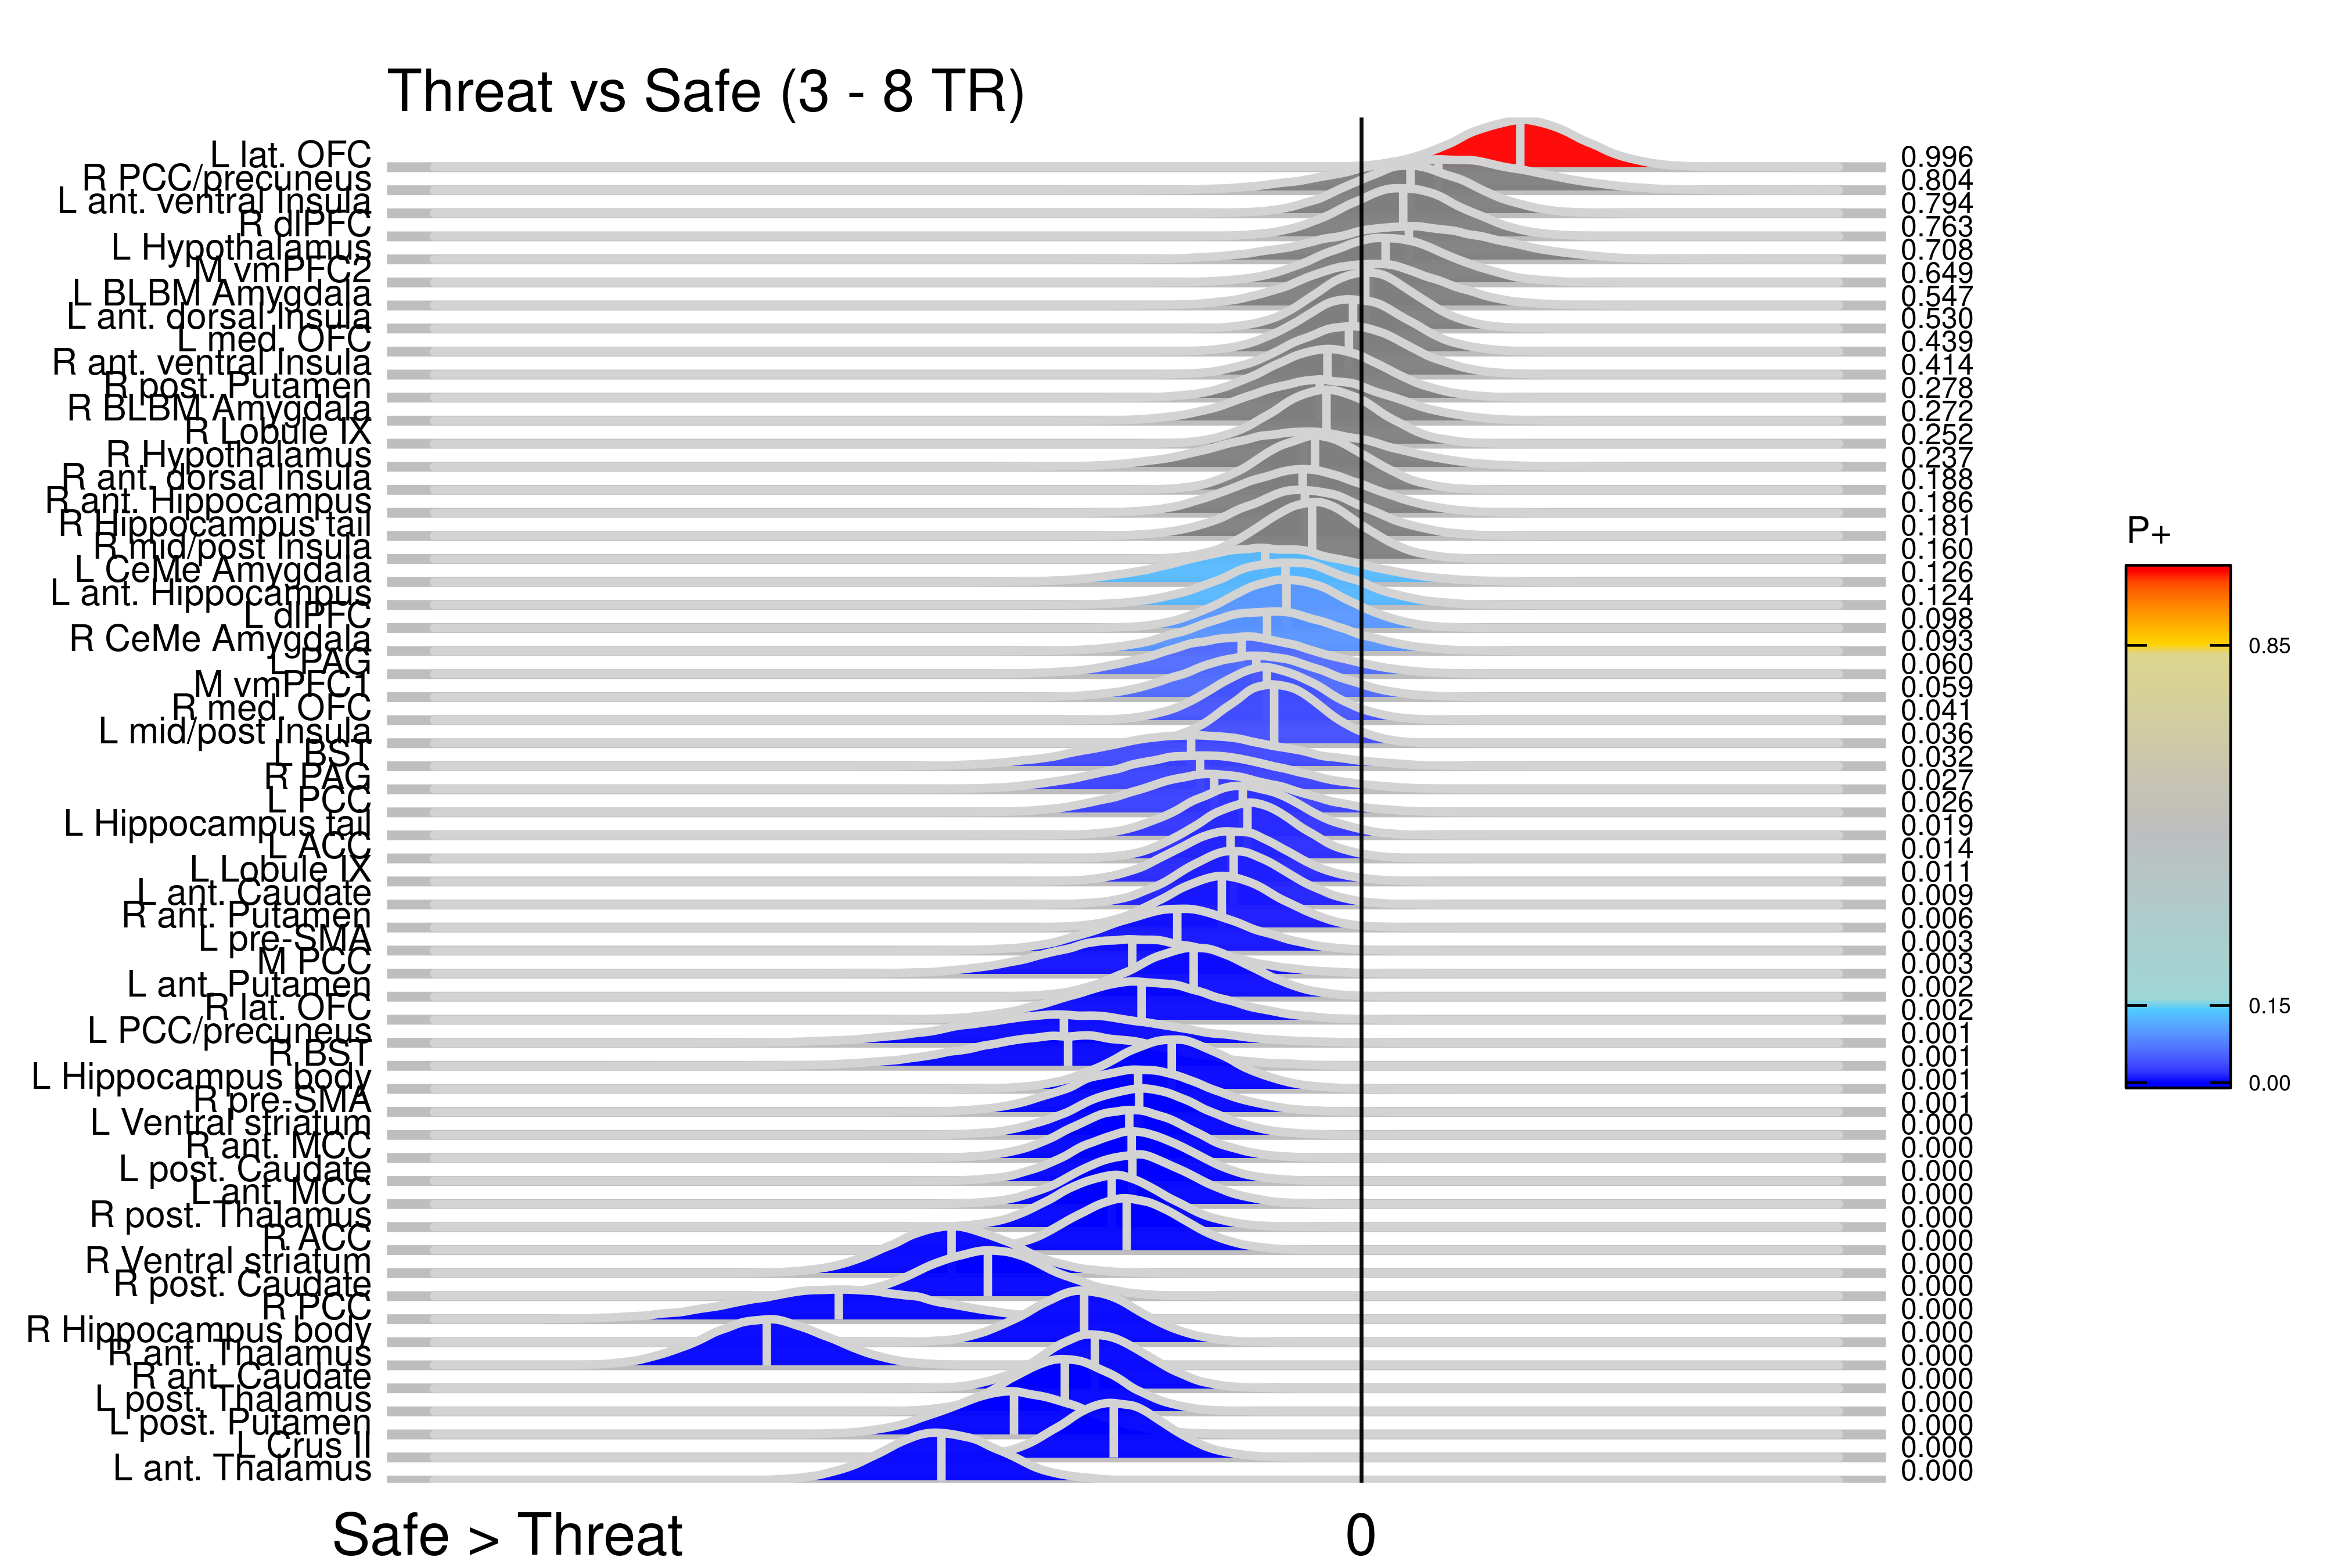 Threat vs Safe (3 - 8 TR)
L lat. OFC 0.996
R PCC/precuneus 0.804
L ant. ventral Insula 0.794
R dlPFC 0.763
L Hypothalamus 0.708
M vmPFC2 0.649
L BLBM Amygdala 0.547
L ant. dorsal Insula 0.530
L med. OFC 0.439
R ant. ventral Insula 0.414
R post. Putamen 0.278
R BLBM Amygdala 0.272
R Lobule IX 0.252
R Hypothalamus 0.237
R ant. dorsal Insula 0.188
R ant. Hippocampus 0.186
R Hippocampus tail 0.181
R mid/post Insula 0.160
L CeMe Amygdala 0.126
L ant. Hippocampus 0.124
L dlPFC 0.098
R CeMe Amygdala 0.093
L PAG 0.060
M vmPFC1 0.059
R med. OFC 0.041
L mid/post Insula 0.036
L BST 0.032
R PAG 0.027
L PCC 0.026
L Hippocampus tail 0.019
L ACC 0.014
L Lobule IX 0.011
L ant. Caudate 0.009
R ant. Putamen 0.006
L pre-SMA 0.003
M PCC 0.003
L ant. Putamen 0.002
R lat. OFC 0.002
L PCC/precuneus 0.001
R BST 0.001
L Hippocampus body 0.001
R pre-SMA 0.001
L Ventral striatum 0.000
R ant. MCC 0.000
L post. Caudate 0.000
L ant. MCC 0.000
R post. Thalamus 0.000
R ACC 0.000
R Ventral striatum 0.000
R post. Caudate 0.000
R PCC 0.000
R Hippocampus body 0.000
R ant. Thalamus 0.000
R ant. Caudate 0.000
L post. Thalamus 0.000
L post. Putamen 0.000
L Crus II 0.000
L ant. Thalamus 0.000
Safe > Threat 0
P+
0.85
0.15
0.00